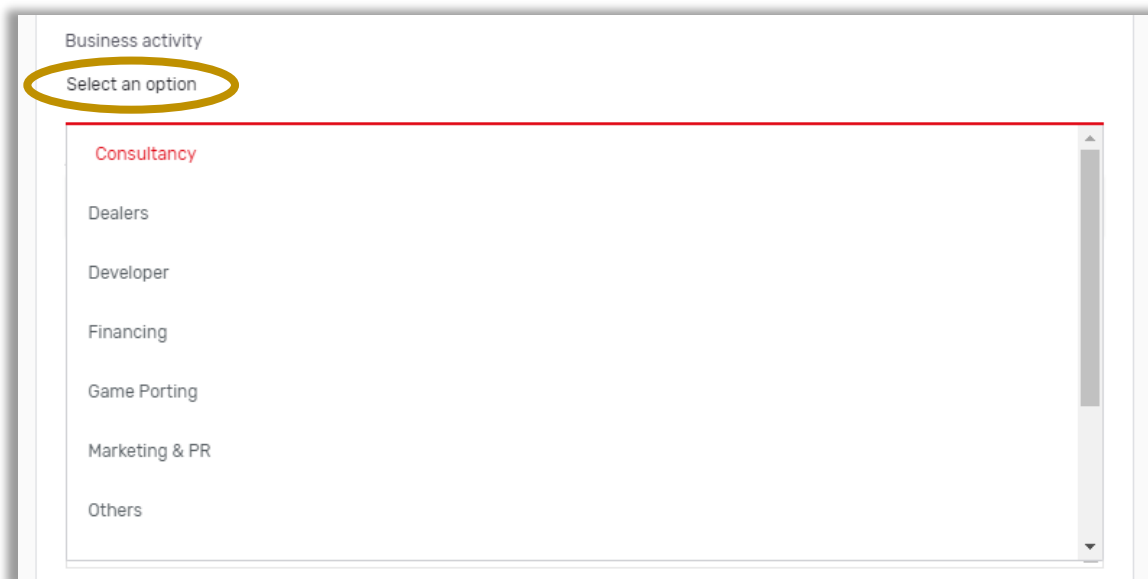 Business activity
Select an option
Consultancy
Dealers
Developer
Financing
Game Porting
Marketing & PR
Others